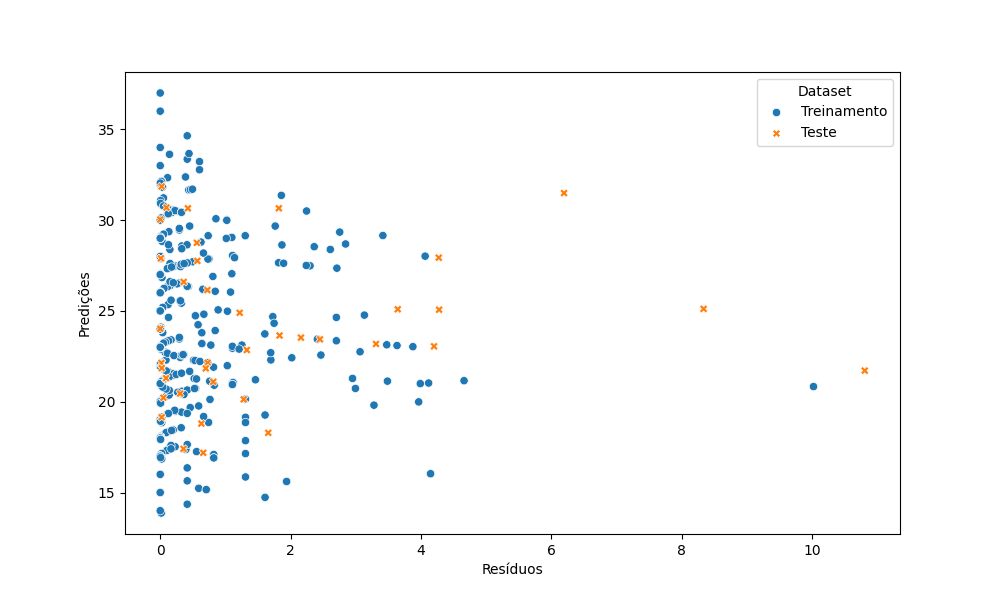 Dataset
Treinamento
Teste
35
30
25
20
15
Predições
0 2 4 6 8 10
Resíduos